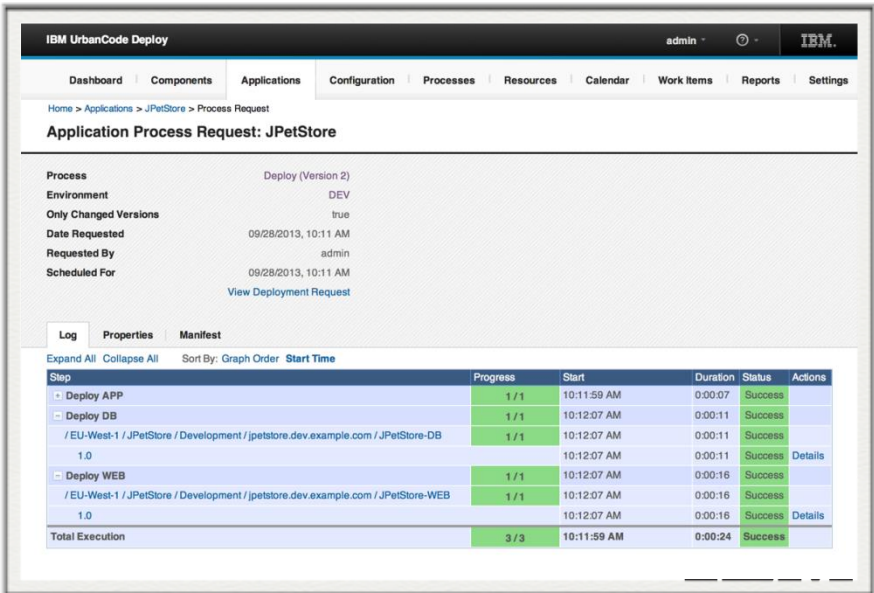 IBM UrbanCode Deploy admin IBM.
Dashboard Components Applications Configuration Processes Resources Calendar Work Items Reports Settings
Home > Applications > JPetStore > Process Request
Application Process Request: JPetStore
Process Deploy (Version 2)
Environment DEV
Only Changed Versions true
Date Requested 09/28/2013, 10:11 AM
Requested By admin
Scheduled For 09/28/2013, 10:11 AM
View Deployment Request
Log Properties Manifest
Expand All Collapse All Sort By: Graph Order Start Time
Step Progress Start Duration Status Actions
+ Deploy APP 1 / 1 10:11:59 AM 0:00:07 Success
- Deploy DB 1 / 1 10:12:07 AM 0:00:11 Success
/ EU-West-1 / JPetStore / Development / jpetstore.dev.example.com / JPetStore-DB 1 / 1 10:12:07 AM 0:00:11 Success
1.0 10:12:07 AM 0:00:11 Success Details
- Deploy WEB 1 / 1 10:12:07 AM 0:00:16 Success
/ EU-West-1 / JPetStore / Development / jpetstore.dev.example.com / JPetStore-WEB 1 / 1 10:12:07 AM 0:00:16 Success
1.0 10:12:07 AM 0:00:16 Success Details
Total Execution 3 / 3 10:11:59 AM 0:00:24 Success